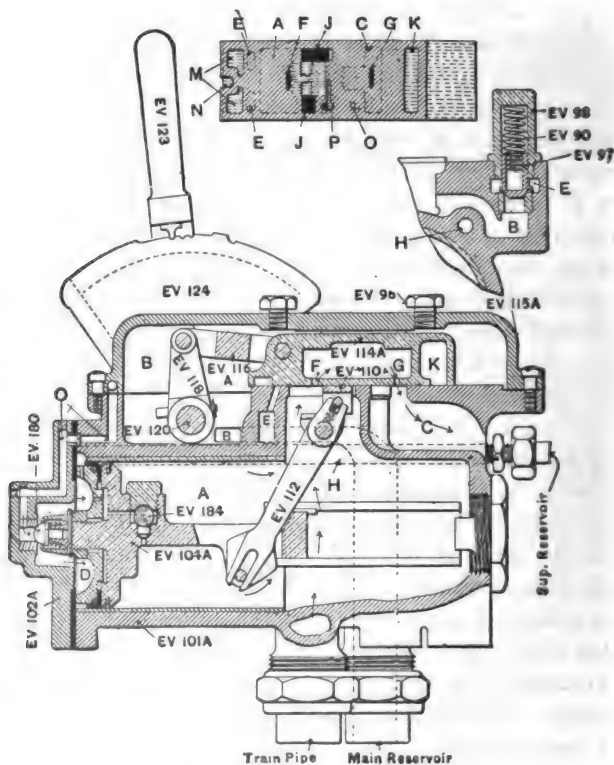 E A F J C G K
M
N
E J P O
EV 123
EV 98
EV 90
EV 97
E
B
H
EV 124
EV 96
EV 115A
B
EV 118
EV 116
A
EV 114A
F EV 110 G K
EV 120
B
E
C
EV 180
A
H
EV 112
EV 184
EV 104A
D
EV 102A
EV 101A
Sup. Reservoir
Train Pipe Main Reservoir